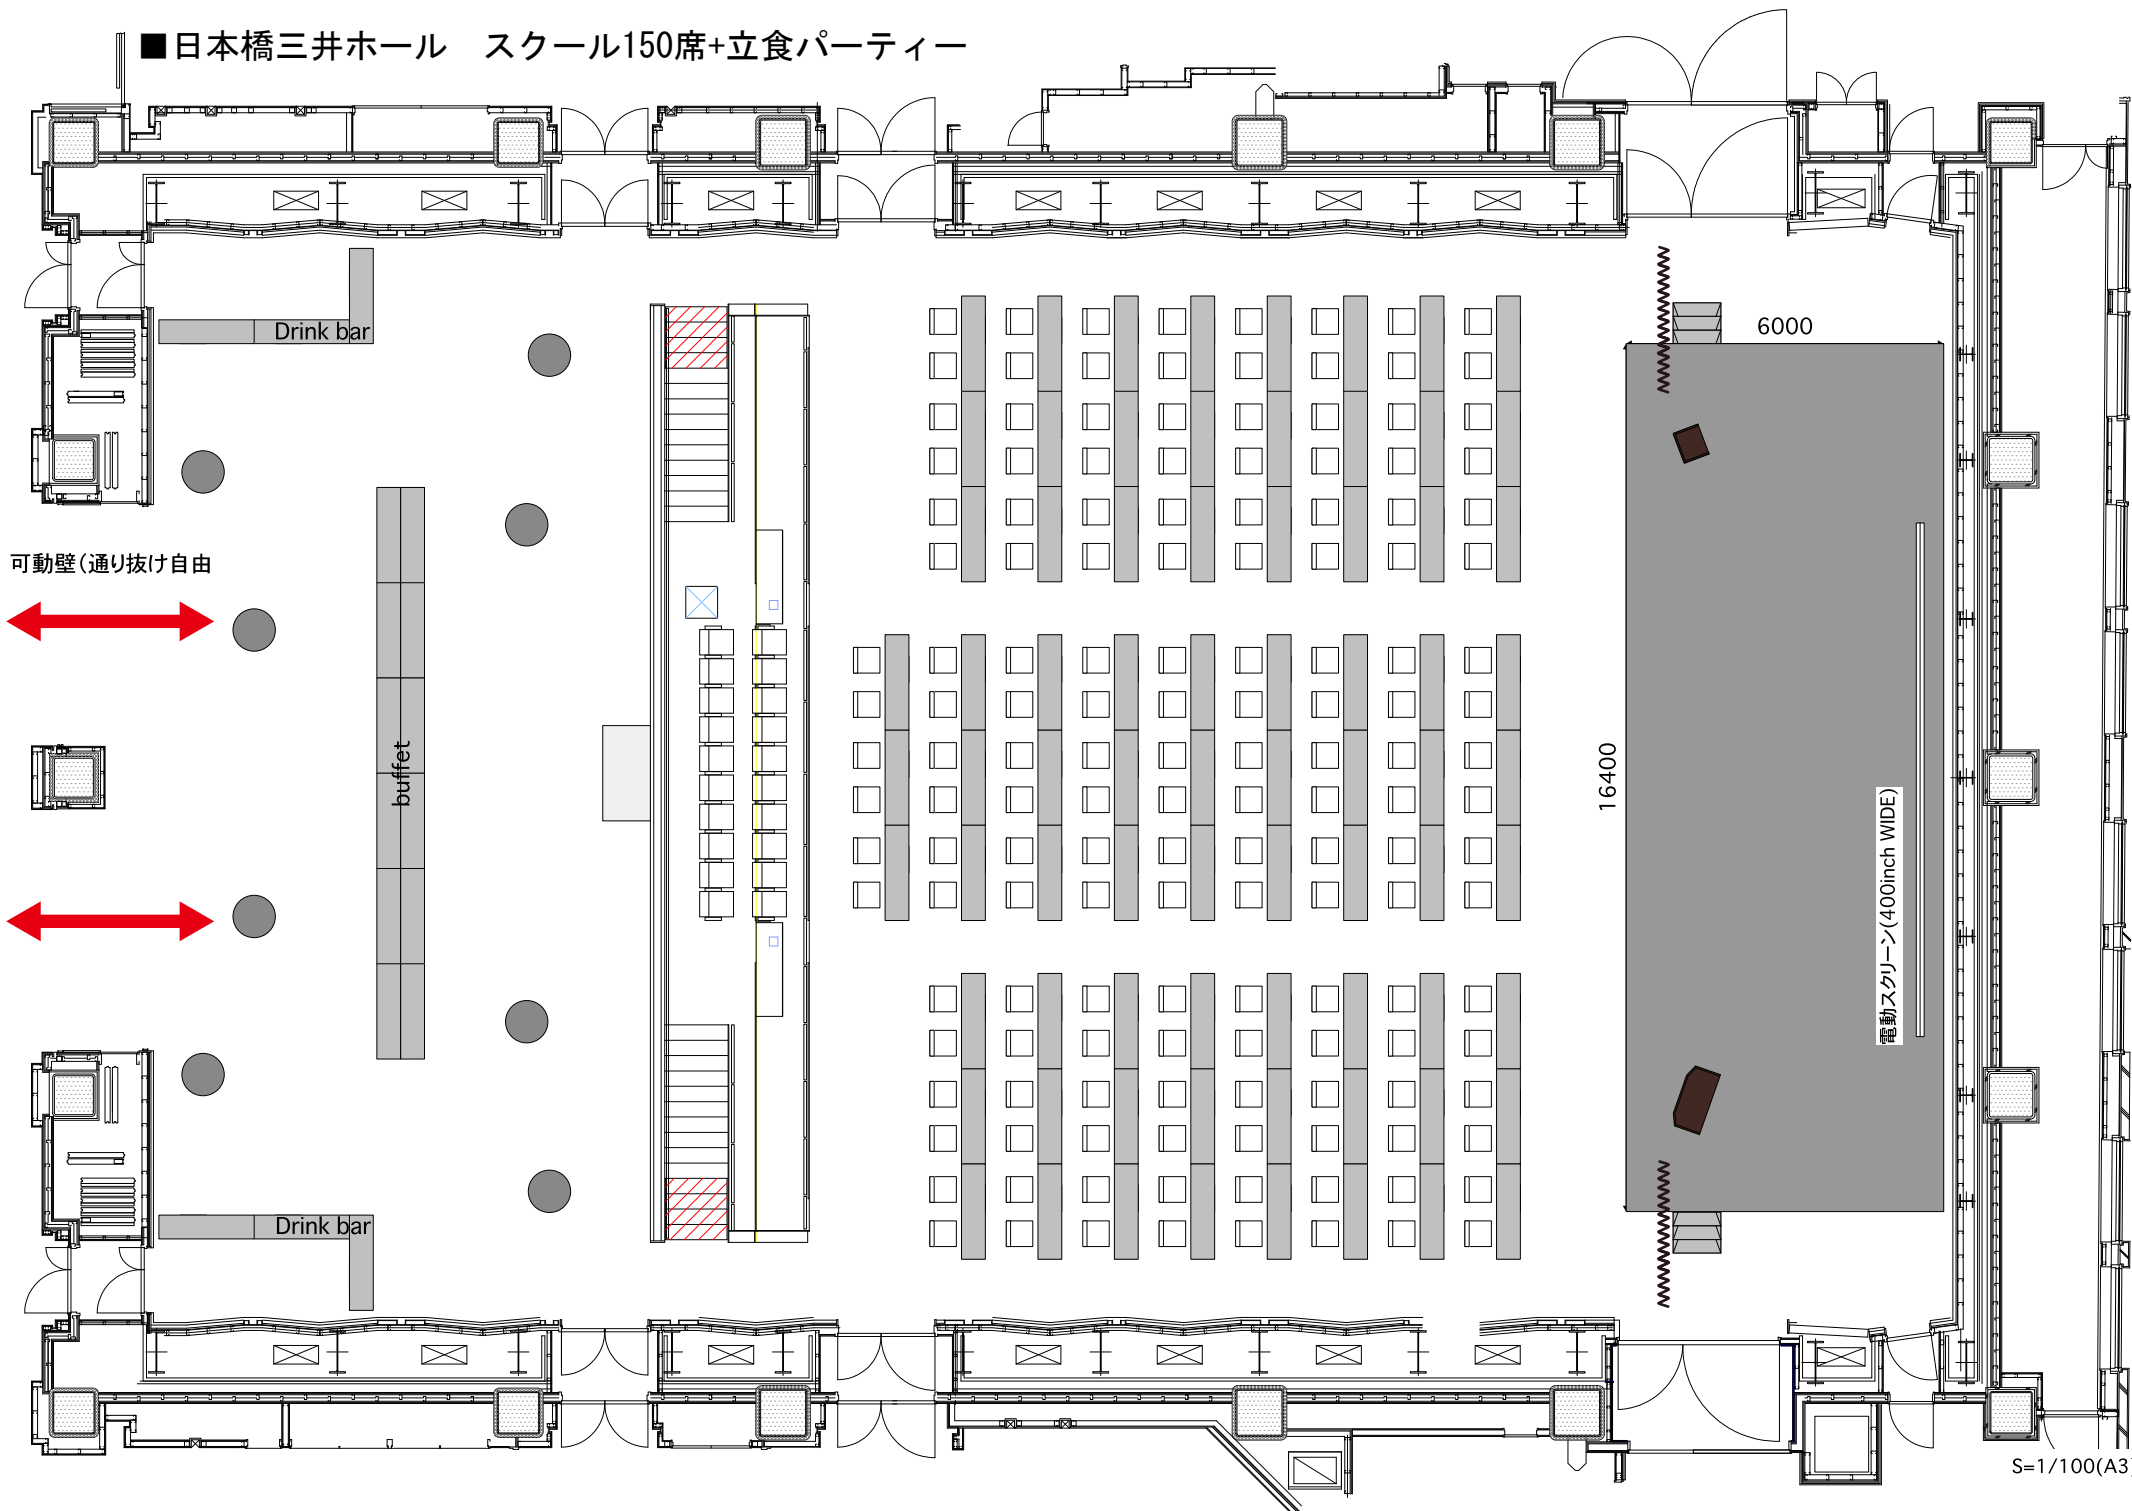 ■日本橋三井ホール　スクール150席+立食パーティー
Drink bar
6000
可動壁(通り抜け自由
buffet
16400
電動スクリーン(400inch WIDE)
Drink bar
S=1/100(A3)